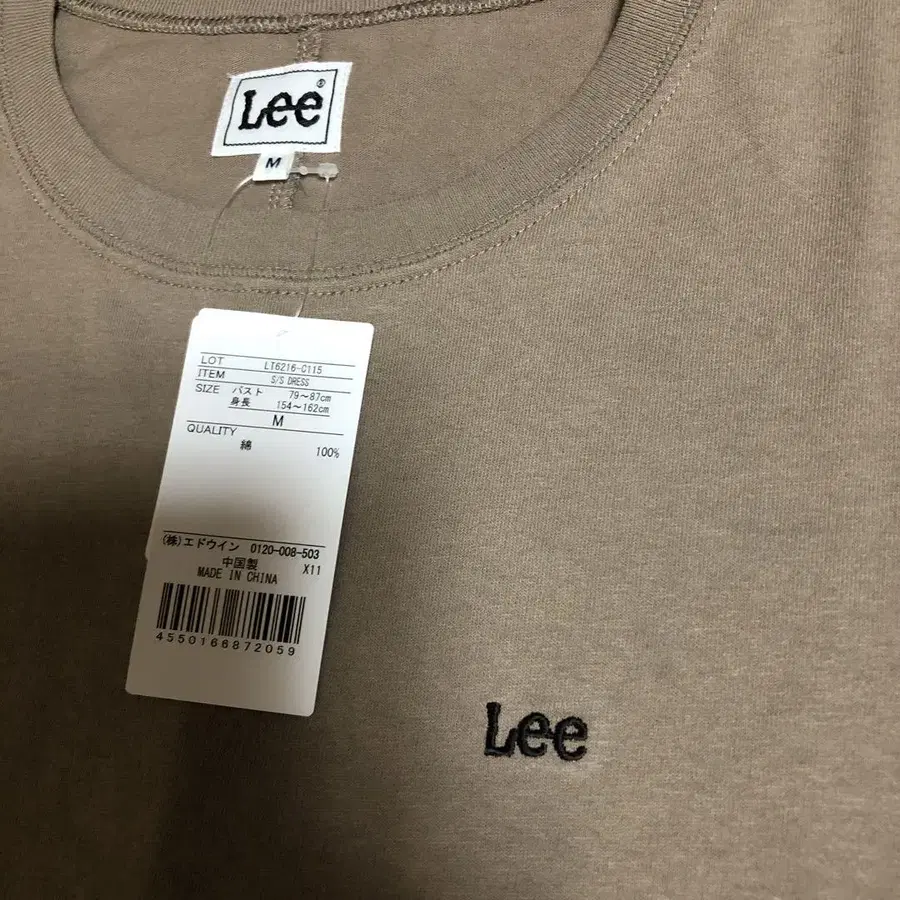 Lee®
M
LOT LT6216-C115
ITEM S/S DRESS
SIZE バスト 79～87cm
身長 154～162cm
M
QUALITY
綿 100%
(株)エドウイン 0120-008-503
中国製 X11
MADE IN CHINA
4550166872059
Lee